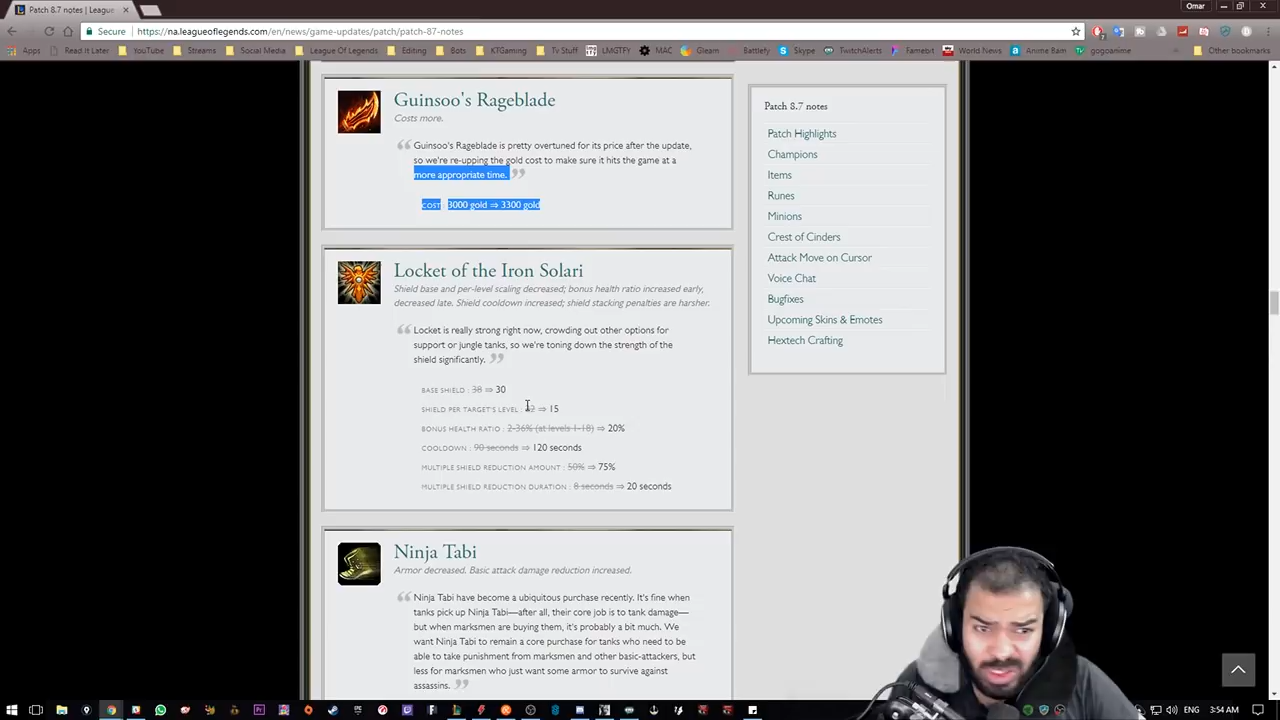 Patch 8.7 notes | League
Omar
Secure | https://na.leagueoflegends.com/en/news/game-updates/patch/patch-87-notes
Apps Read It Later YouTube Streams Social Media League Of Legends Editing Bots KTGaming Tv Stuff LMGTFY MAC Gleam Battlefy Skype TwitchAlerts Famebit World News Anime Bam gogoanime Other bookmarks
Guinsoo's Rageblade
Costs more.
Guinsoo's Rageblade is pretty overtuned for its price after the update,
so we're re-upping the gold cost to make sure it hits the game at a
more appropriate time.
COST : 3000 gold ⇒ 3300 gold
Locket of the Iron Solari
Shield base and per-level scaling decreased; bonus health ratio increased early,
decreased late. Shield cooldown increased; shield stacking penalties are harsher.
Locket is really strong right now, crowding out other options for
support or jungle tanks, so we're toning down the strength of the
shield significantly.
BASE SHIELD : 38 ⇒ 30
SHIELD PER TARGET'S LEVEL : ⇒ 15
BONUS HEALTH RATIO : 2-36% (at levels 1-18) ⇒ 20%
COOLDOWN : 90 seconds ⇒ 120 seconds
MULTIPLE SHIELD REDUCTION AMOUNT : 50% ⇒ 75%
MULTIPLE SHIELD REDUCTION DURATION : 8 seconds ⇒ 20 seconds
Ninja Tabi
Armor decreased. Basic attack damage reduction increased.
Ninja Tabi have become a ubiquitous purchase recently. It's fine when
tanks pick up Ninja Tabi—after all, their core job is to tank damage—
but when marksmen are buying them, it's probably a bit much. We
want Ninja Tabi to remain a core purchase for tanks who need to be
able to take punishment from marksmen and other basic-attackers, but
less for marksmen who just want some armor to survive against
assassins.
Patch 8.7 notes
Patch Highlights
Champions
Items
Runes
Minions
Crest of Cinders
Attack Move on Cursor
Voice Chat
Bugfixes
Upcoming Skins & Emotes
Hextech Crafting
ENG 3:54 AM